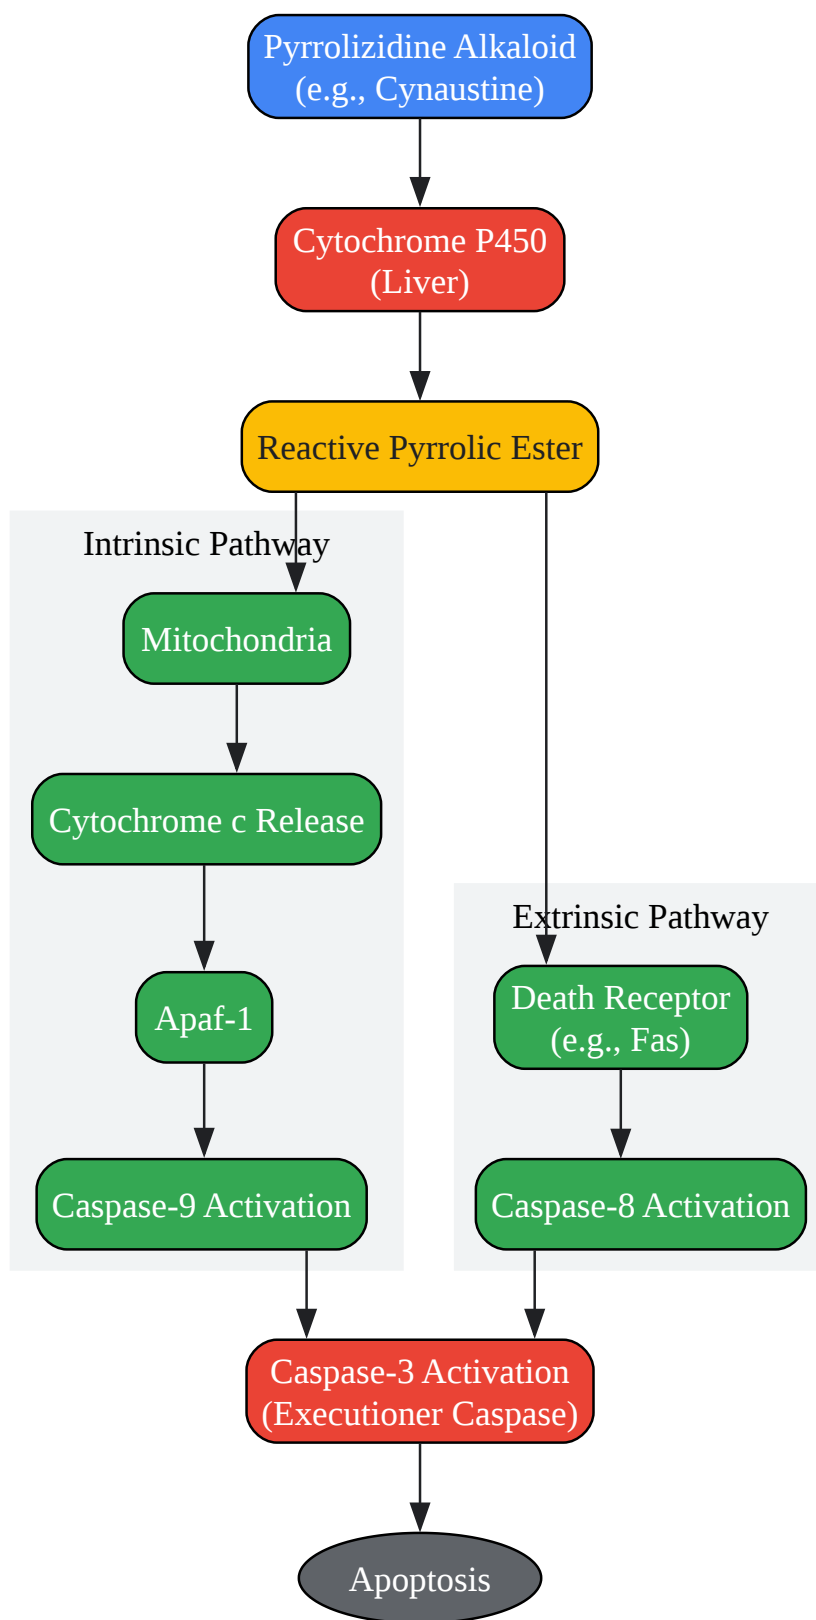 Pyrrolizidine Alkaloid
(e.g., Cynaustine)
Cytochrome P450
(Liver)
Reactive Pyrrolic Ester
Intrinsic Pathway
Mitochondria
Cytochrome c Release
Apaf-1
Caspase-9 Activation
Extrinsic Pathway
Death Receptor
(e.g., Fas)
Caspase-8 Activation
Caspase-3 Activation
(Executioner Caspase)
Apoptosis